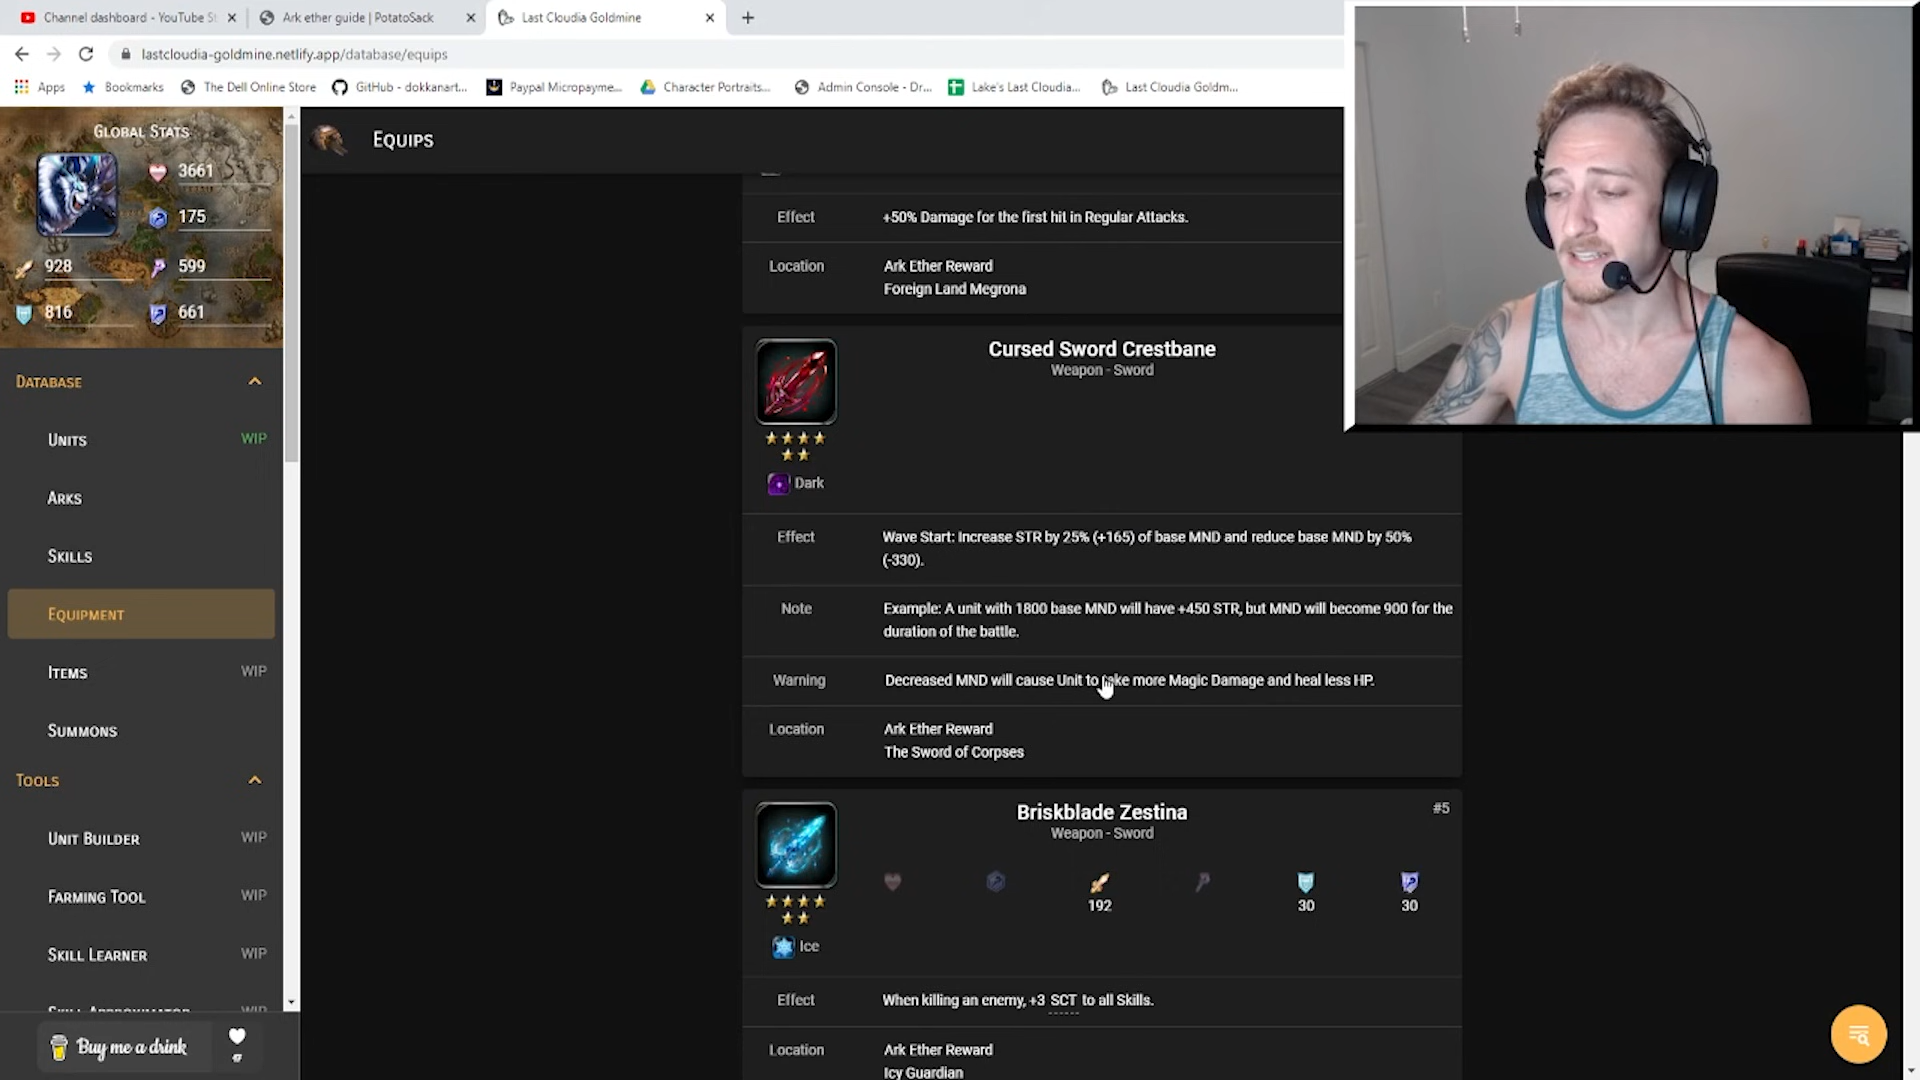 Channel dashboard - YouTube St
Ark ether guide | PotatoSack
Last Cloudia Goldmine
lastcloudia-goldmine.netlify.app/database/equips
Apps
Bookmarks
The Dell Online Store
GitHub - dokkanart...
Paypal Micropayme...
Character Portraits...
Admin Console - Dr...
Lake's Last Cloudia...
Last Cloudia Goldm...
Global Stats
3661
175
928
599
816
661
Database
Units WIP
Arks
Skills
Equipment
Items WIP
Summons
Tools
Unit Builder WIP
Farming Tool WIP
Skill Learner WIP
Skill Approximator WIP
Buy me a drink
Equips
Effect +50% Damage for the first hit in Regular Attacks.
Location Ark Ether Reward
Foreign Land Megrona
Cursed Sword Crestbane
Weapon - Sword
Dark
Effect Wave Start: Increase STR by 25% (+165) of base MND and reduce base MND by 50%
(-330).
Note Example: A unit with 1800 base MND will have +450 STR, but MND will become 900 for the
duration of the battle.
Warning Decreased MND will cause Unit to take more Magic Damage and heal less HP.
Location Ark Ether Reward
The Sword of Corpses
Briskblade Zestina #5
Weapon - Sword
192 30 30
Ice
Effect When killing an enemy, +3 SCT to all Skills.
Location Ark Ether Reward
Icy Guardian